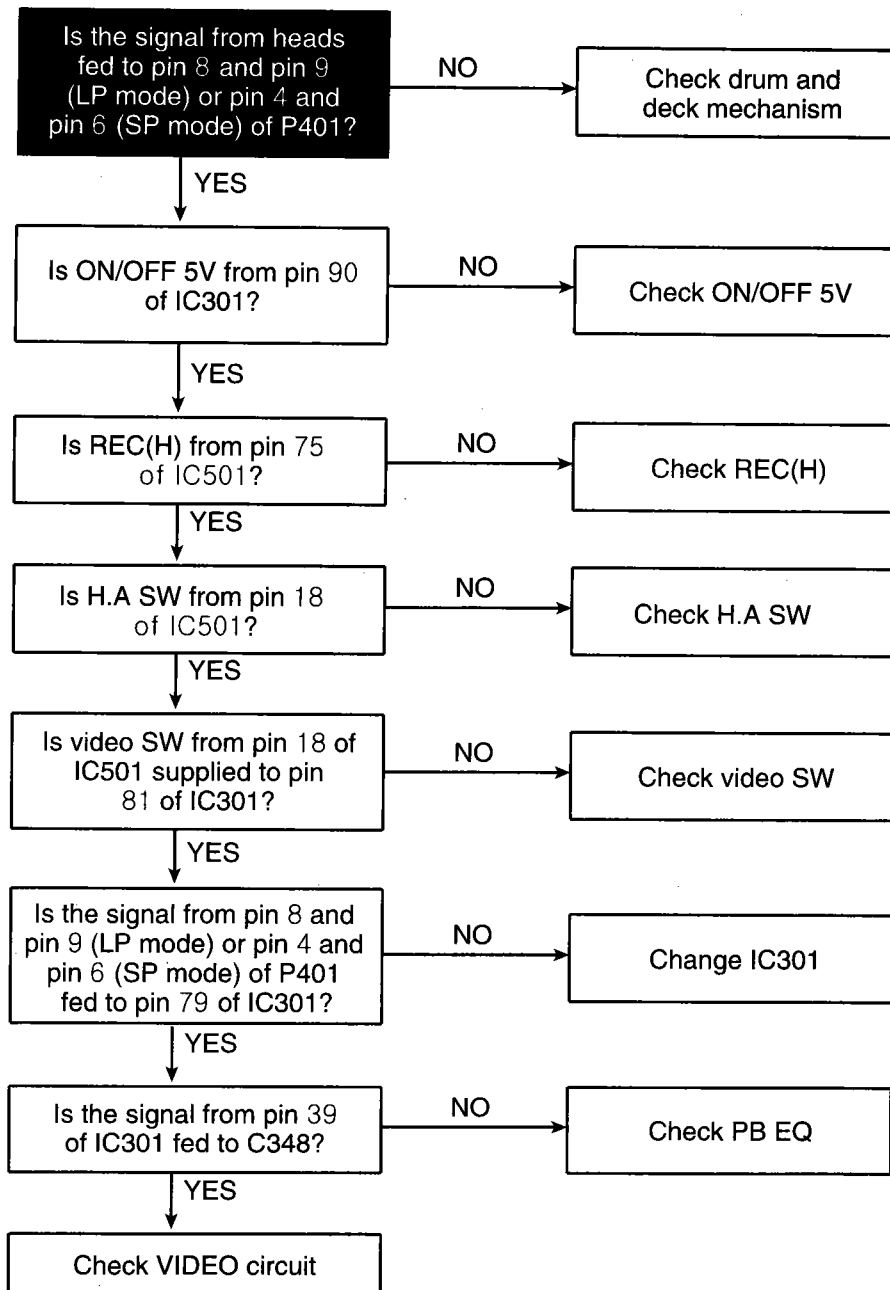 Is the signal from heads
fed to pin 8 and pin 9
(LP mode) or pin 4 and
pin 6 (SP mode) of P401?
NO
Check drum and
deck mechanism
YES
Is ON/OFF 5V from pin 90
of IC301?
NO
Check ON/OFF 5V
YES
Is REC(H) from pin 75
of IC501?
NO
Check REC(H)
YES
Is H.A SW from pin 18
of IC501?
NO
Check H.A SW
YES
Is video SW from pin 18 of
IC501 supplied to pin
81 of IC301?
NO
Check video SW
YES
Is the signal from pin 8 and
pin 9 (LP mode) or pin 4 and
pin 6 (SP mode) of P401
fed to pin 79 of IC301?
NO
Change IC301
YES
Is the signal from pin 39
of IC301 fed to C348?
NO
Check PB EQ
YES
Check VIDEO circuit